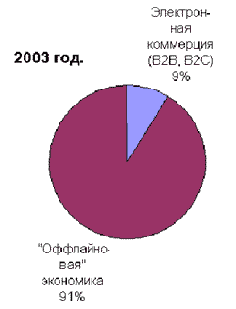 Электрон-
ная
коммерция
(B2B, B2C)
9%
2003 год.
"Оффлайно-
вая"
экономика
91%